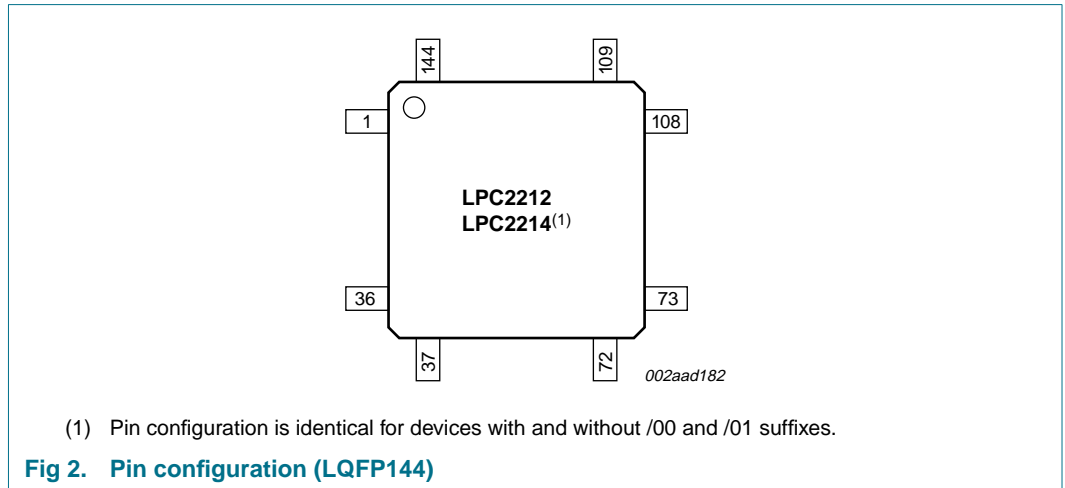 144
109
1
108
LPC2212
LPC2214(1)
36
73
37
72
002aad182
(1) Pin configuration is identical for devices with and without /00 and /01 suffixes.
Fig 2. Pin configuration (LQFP144)